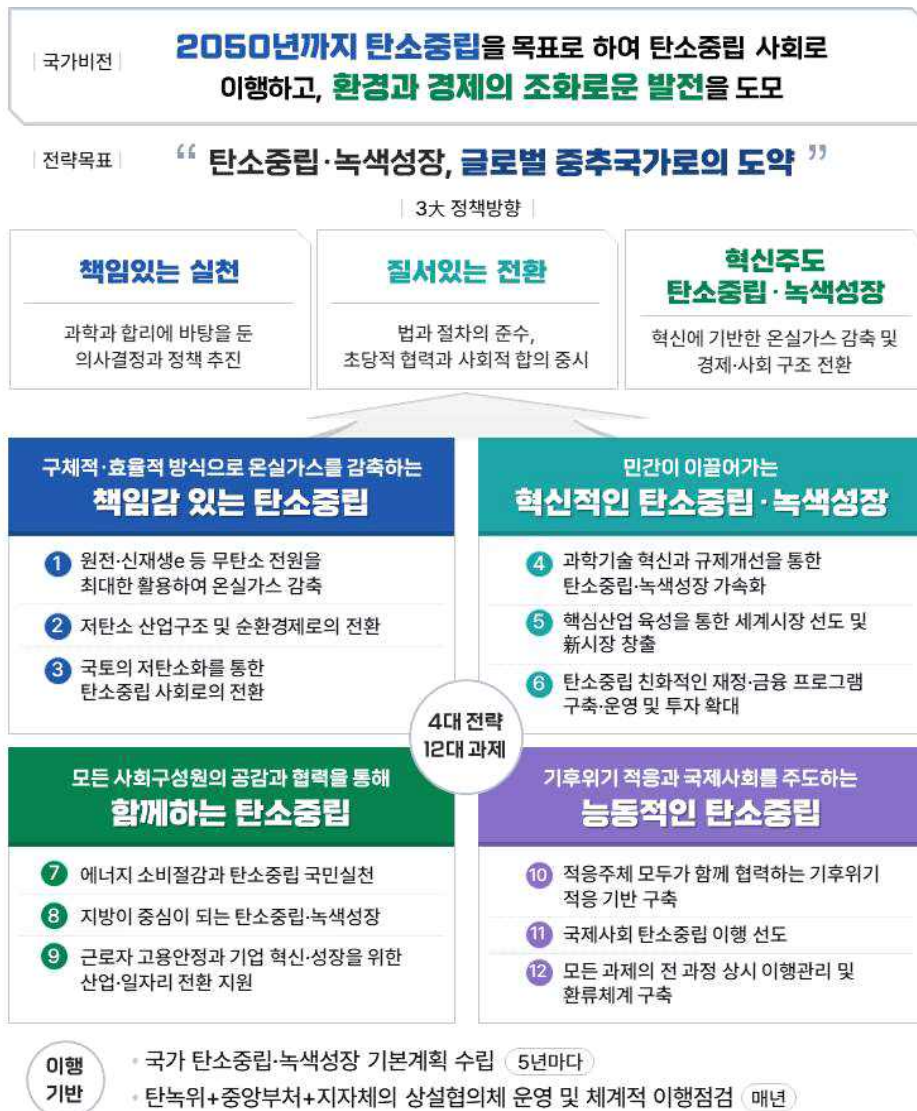 국가비전
2050년까지 탄소중립을 목표로 하여 탄소중립 사회로
이행하고, 환경과 경제의 조화로운 발전을 도모
전략목표
“ 탄소중립·녹색성장, 글로벌 중추국가로의 도약 ”
3大 정책방향
책임있는 실천
과학과 합리에 바탕을 둔
의사결정과 정책 추진
질서있는 전환
법과 절차의 준수,
초당적 협력과 사회적 합의 중시
혁신주도
탄소중립·녹색성장
혁신에 기반한 온실가스 감축 및
경제·사회 구조 전환
구체적·효율적 방식으로 온실가스를 감축하는
책임감 있는 탄소중립
1 원전·신재생e 등 무탄소 전원을
최대한 활용하여 온실가스 감축
2 저탄소 산업구조 및 순환경제로의 전환
3 국토의 저탄소화를 통한
탄소중립 사회로의 전환
민간이 이끌어가는
혁신적인 탄소중립·녹색성장
4 과학기술 혁신과 규제개선을 통한
탄소중립·녹색성장 가속화
5 핵심산업 육성을 통한 세계시장 선도 및
新시장 창출
6 탄소중립 친화적인 재정·금융 프로그램
구축·운영 및 투자 확대
4대 전략
12대 과제
모든 사회구성원의 공감과 협력을 통해
함께하는 탄소중립
7 에너지 소비절감과 탄소중립 국민실천
8 지방이 중심이 되는 탄소중립·녹색성장
9 근로자 고용안정과 기업 혁신·성장을 위한
산업·일자리 전환 지원
기후위기 적응과 국제사회를 주도하는
능동적인 탄소중립
10 적응주체 모두가 함께 협력하는 기후위기
적응 기반 구축
11 국제사회 탄소중립 이행 선도
12 모든 과제의 전 과정 상시 이행관리 및
환류체계 구축
이행
기반
• 국가 탄소중립·녹색성장 기본계획 수립 5년마다
• 탄녹위+중앙부처+지자체의 상설협의체 운영 및 체계적 이행점검 매년